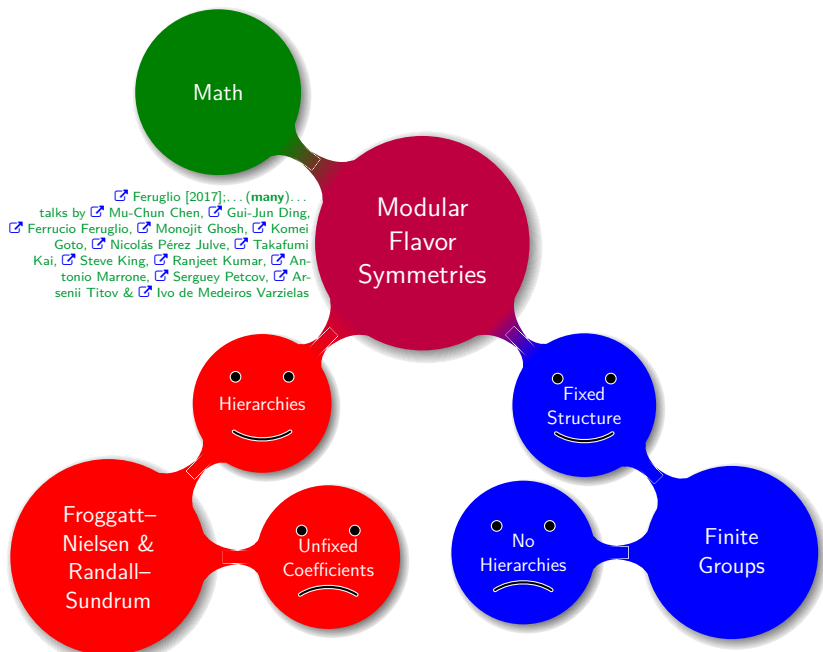 Math
Modular
Flavor
Symmetries
Feruglio [2017];...(many)...
talks by Mu-Chun Chen, Gui-Jun Ding,
Ferrucio Feruglio, Monojit Ghosh, Komei
Goto, Nicolás Pérez Julve, Takafumi
Kai, Steve King, Ranjeet Kumar, An-
tonio Marrone, Serguey Petcov, Ar-
senii Titov & Ivo de Medeiros Varzielas
Hierarchies
Fixed
Structure
Froggatt–
Nielsen &
Randall–
Sundrum
Unfixed
Coefficients
No
Hierarchies
Finite
Groups